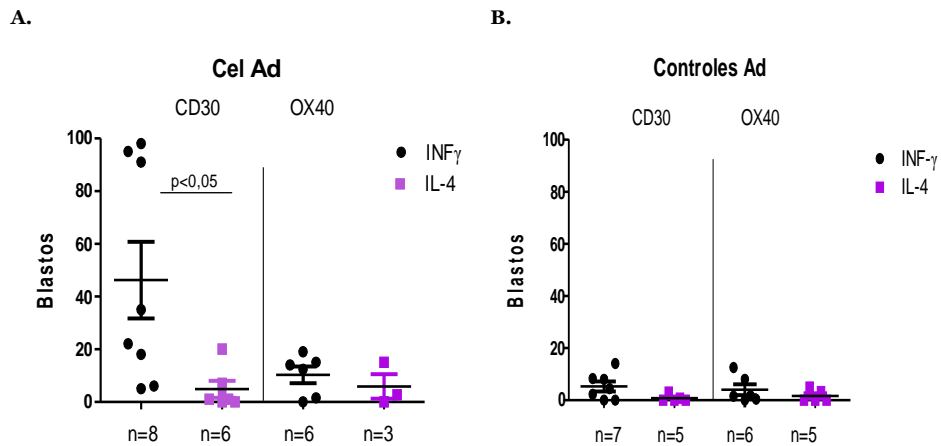 A.
Cel Ad
CD30 OX40
INFγ
IL-4
p<0,05
Blastos
100
80
60
40
20
0
n=8 n=6 n=6 n=3
B.
Controles Ad
CD30 OX40
INF-γ
IL-4
Blastos
100
80
60
40
20
0
n=7 n=5 n=6 n=5